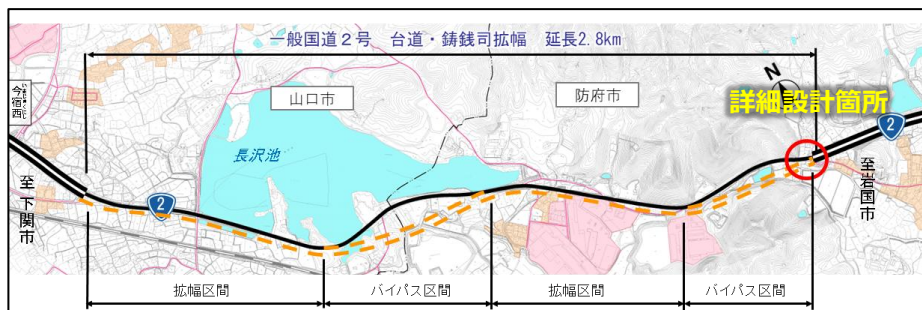 一般国道2号 台道・鋳銭司拡幅 延長2.8km
山口市
防府市
N
詳細設計箇所
今宿西
2
長沢池
至下関市
2
至岩国市
拡幅区間
バイパス区間
拡幅区間
バイパス区間